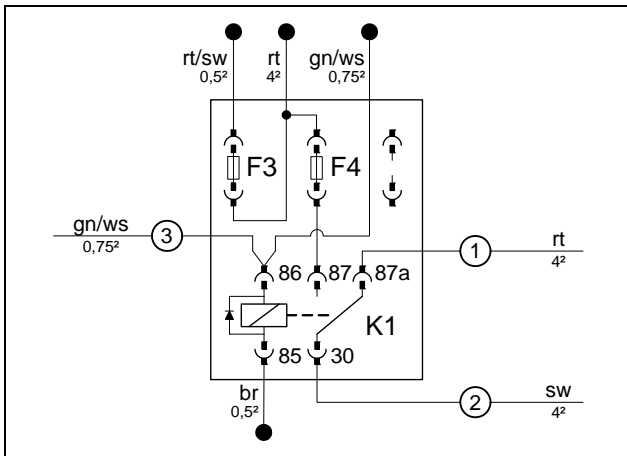 rt/sw
0,5²
rt
4²
gn/ws
0,75²
F3
F4
gn/ws
0,75²
3
86
87
87a
1
rt
4²
K1
85
30
br
0,5²
2
sw
4²